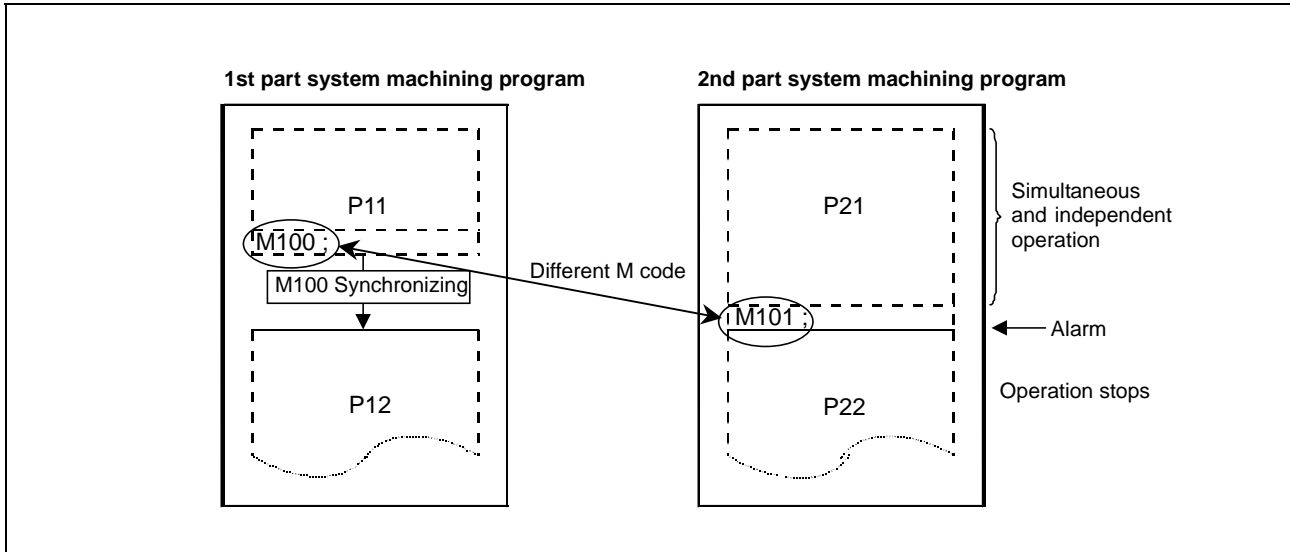 1st part system machining program
2nd part system machining program
P11
M100 ;
M100 Synchronizing
P12
Different M code
P21
M101 ;
P22
Simultaneous
and independent
operation
Alarm
Operation stops